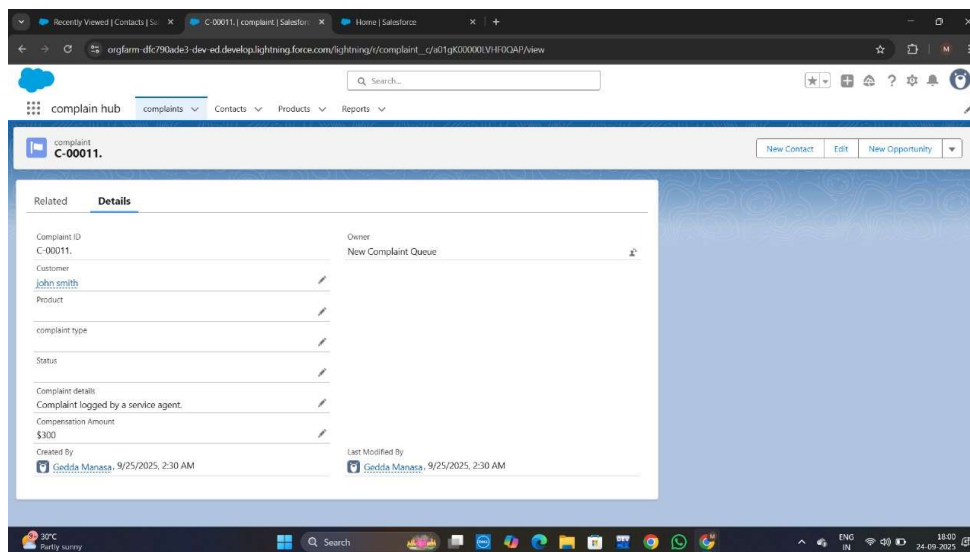 Recently Viewed | Contacts | Sa
C-00011. | complaint | Salesforc
Home | Salesforce
orgfarm-dfc790ade3-dev-ed.develop.lightning.force.com/lightning/r/complaint__c/a01gK00000LVHF0QAP/view
M
Search...
complain hub
complaints
Contacts
Products
Reports
complaint
C-00011.
New Contact
Edit
New Opportunity
Related
Details
Complaint ID
C-00011.
Owner
New Complaint Queue
Customer
john smith
Product
complaint type
Status
Complaint details
Complaint logged by a service agent.
Compensation Amount
$300
Created By
Gedda Manasa, 9/25/2025, 2:30 AM
Last Modified By
Gedda Manasa, 9/25/2025, 2:30 AM
30°C
Partly sunny
Search
ENG
IN
18:00
24-09-2025